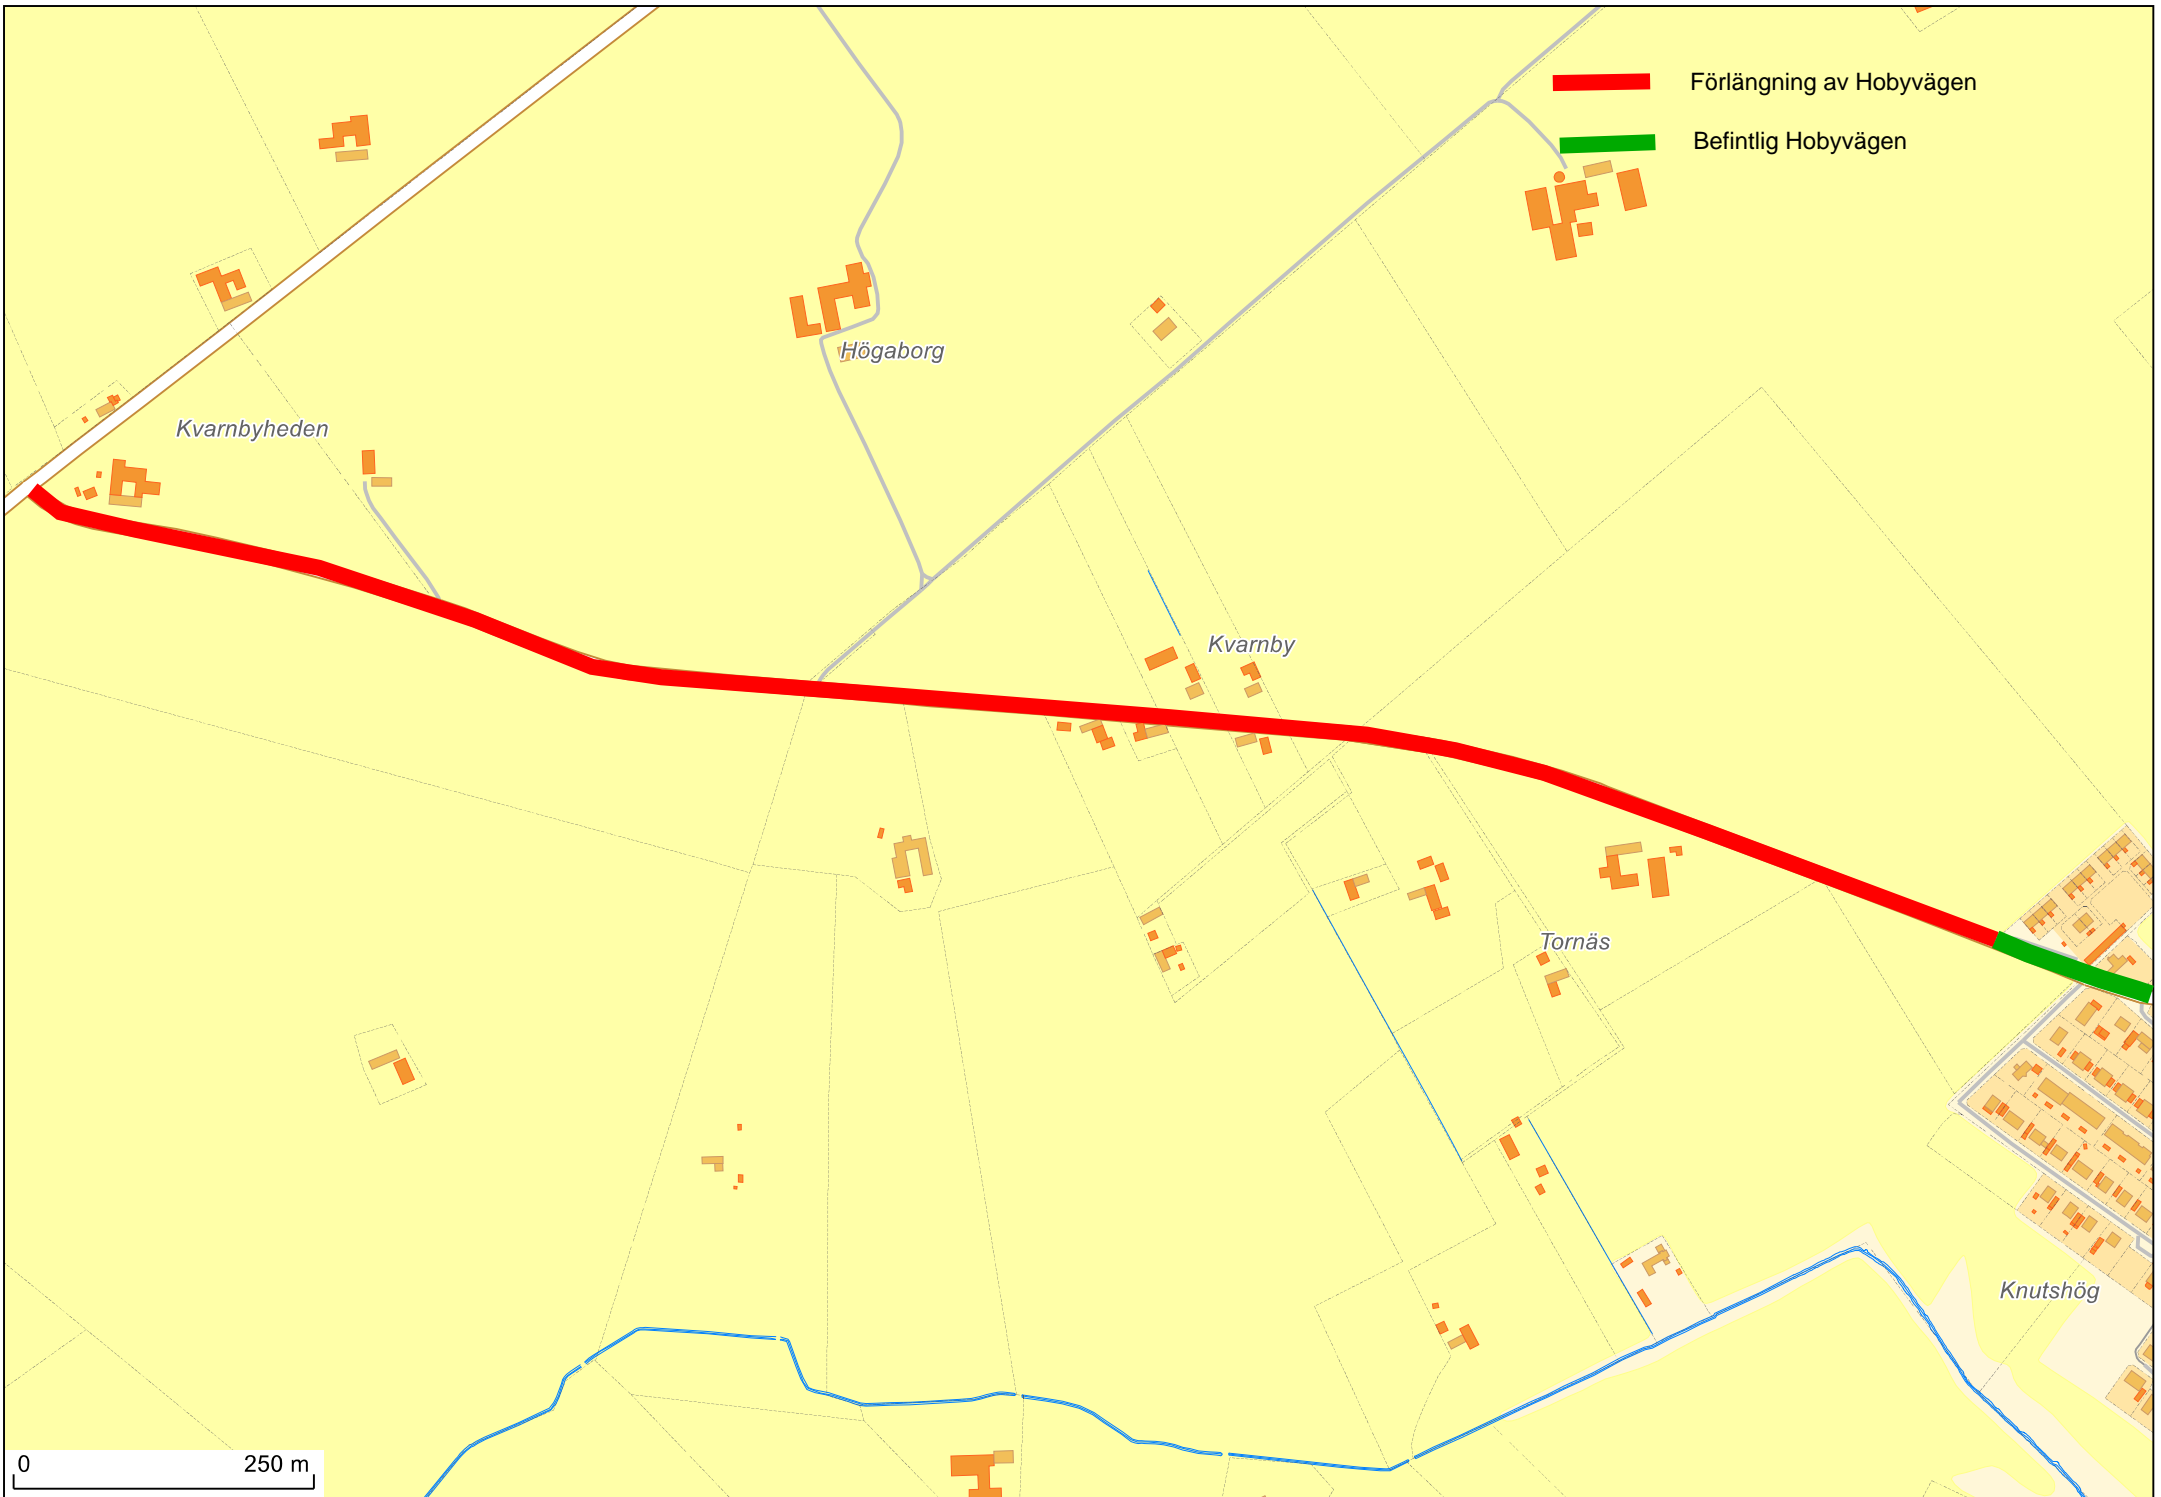 Förlängning av Hobyvägen
Befintlig Hobyvägen
Högaborg
Kvarnbyheden
Kvarnby
Tornäs
Knutshög
0 250 m